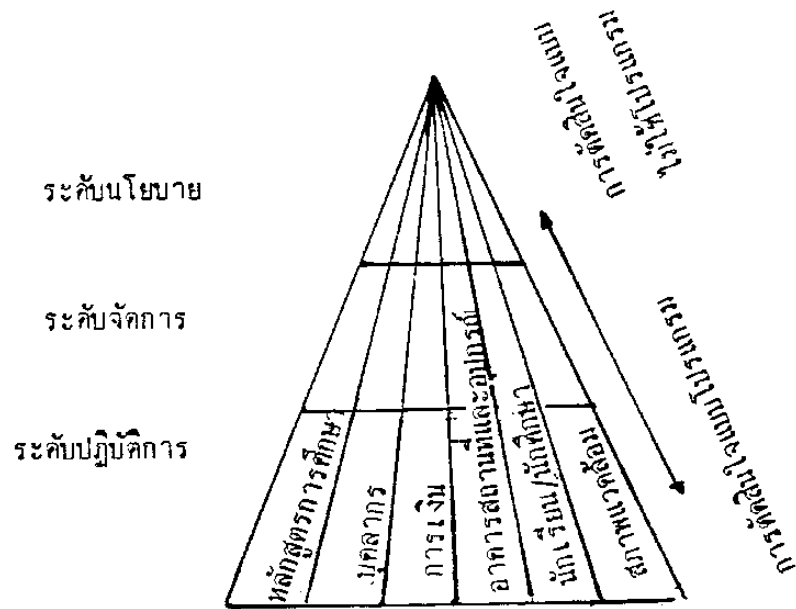 การตัดสินใจแบบ
ไม่ใช้โปรแกรม
ระดับนโยบาย
ระดับจัดการ
ระดับปฏิบัติการ
หลักสูตรการศึกษา
บุคลากร
การเงิน
อาคารสถานที่และอุปกรณ์
นักเรียน/นักศึกษา
สภาพแวดล้อม
การตัดสินใจแบบโปรแกรม